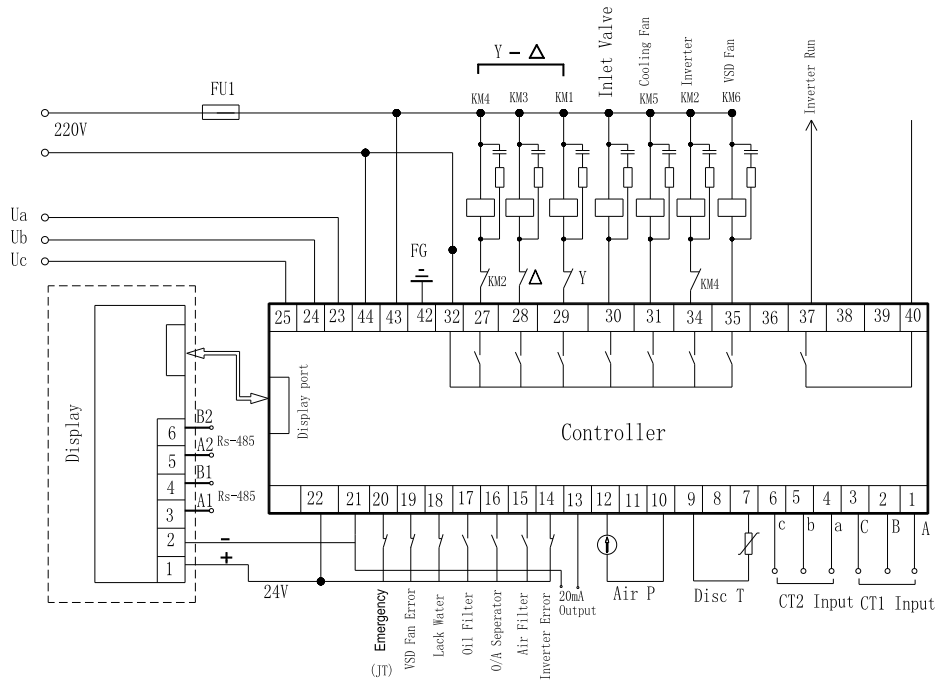 Y - Δ
Inlet Valve
Cooling Fan
Inverter
VSD Fan
Inverter Run
FU1
KM4 KM3 KM1 KM5 KM2 KM6
220V
Ua
Ub
Uc
FG
KM2 Δ Y KM4
25 24 23 44 43 42 32 27 28 29 30 31 34 35 36 37 38 39 40
Display
Display port
Controller
B2
6
Rs-485
A2
5
B1
4
Rs-485
A1
3
2 -
1 +
24V
22 21 20 19 18 17 16 15 14 13 12 11 10 9 8 7 6 5 4 3 2 1
c b a C B A
Emergency
(JT)
VSD Fan Error
Lack Water
Oil Filter
O/A Seperator
Air Filter
Inverter Error
20mA
Output
Air P
Disc T
CT2 Input
CT1 Input